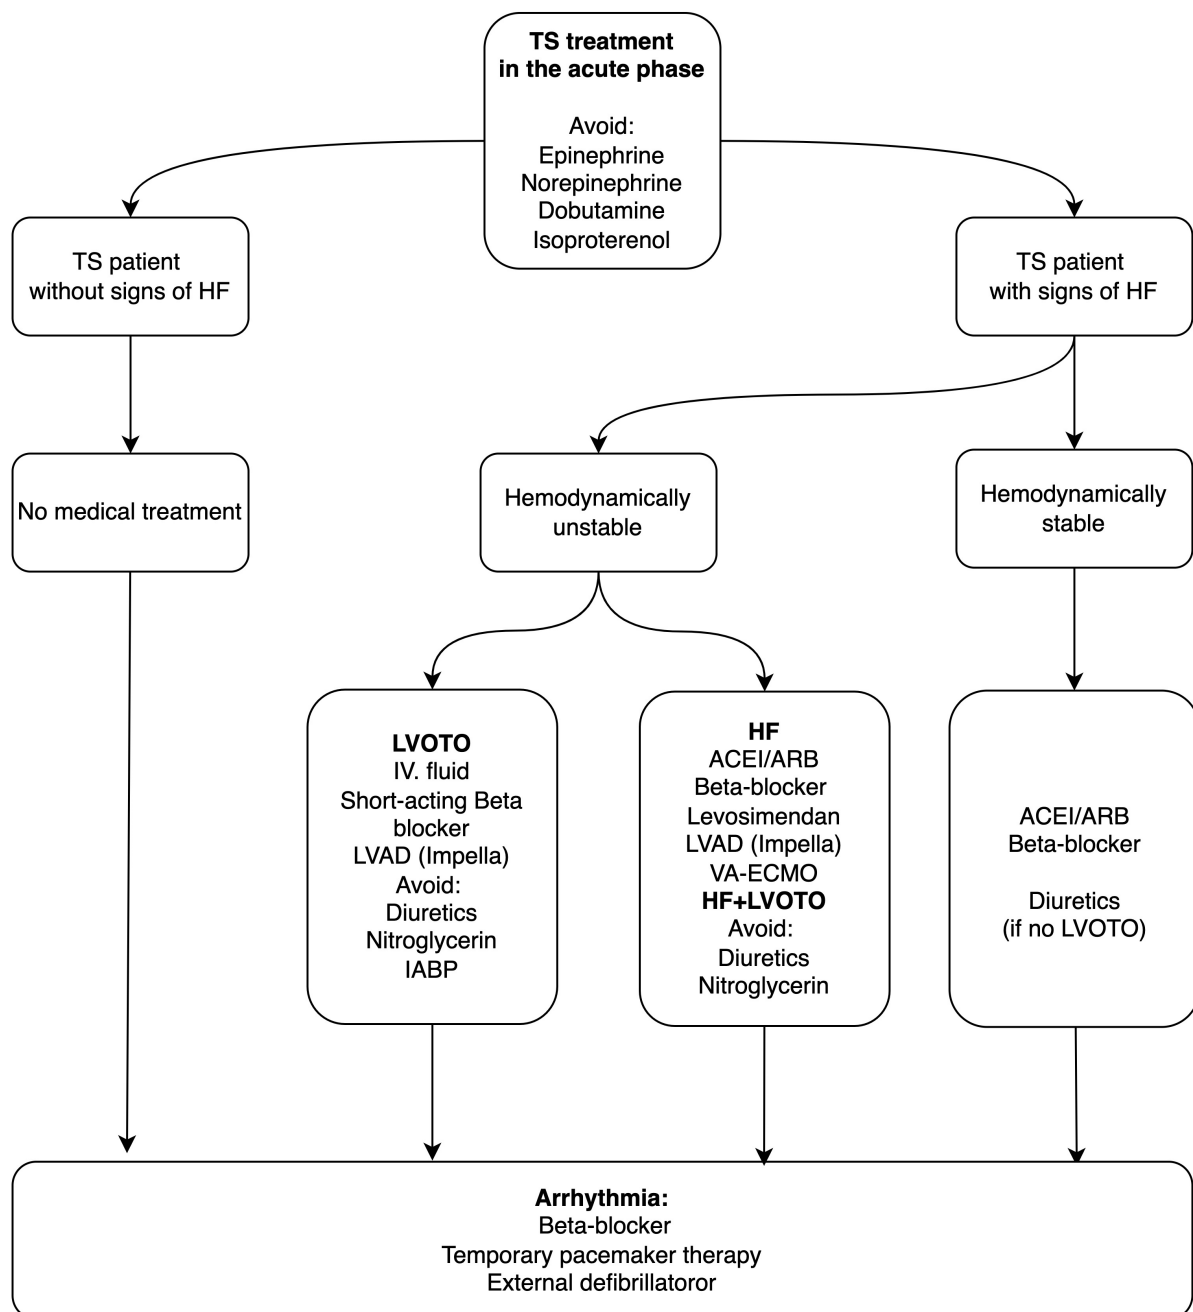 TS treatment
in the acute phase
Avoid:
Epinephrine
Norepinephrine
Dobutamine
Isoproterenol
TS patient
without signs of HF
TS patient
with signs of HF
No medical treatment
Hemodynamically
unstable
Hemodynamically
stable
LVOTO
IV. fluid
Short-acting Beta
blocker
LVAD (Impella)
Avoid:
Diuretics
Nitroglycerin
IABP
HF
ACEI/ARB
Beta-blocker
Levosimendan
LVAD (Impella)
VA-ECMO
HF+LVOTO
Avoid:
Diuretics
Nitroglycerin
ACEI/ARB
Beta-blocker
Diuretics
(if no LVOTO)
Arrhythmia:
Beta-blocker
Temporary pacemaker therapy
External defibrillatoror